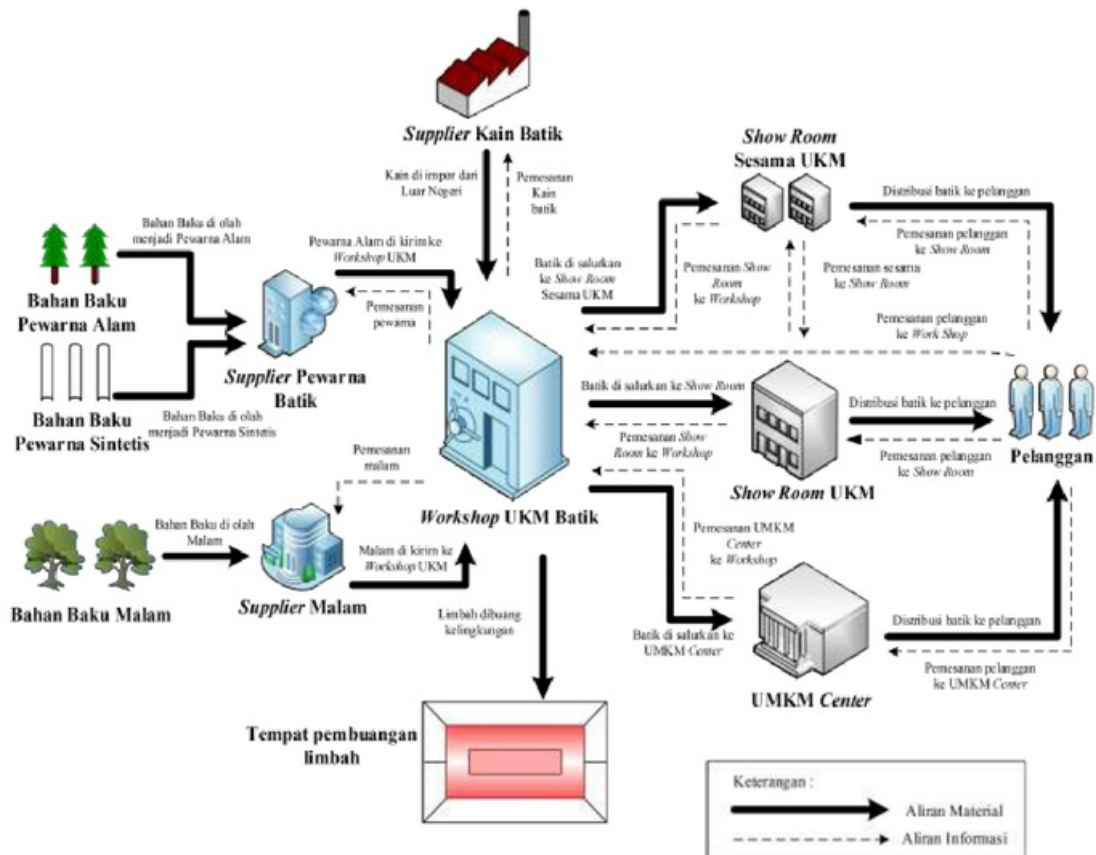 Supplier Kain Batik
Kain di impor dari
Luar Negeri
Pemesanan
Kain
batik
Show Room
Sesama UKM
Distribusi batik ke pelanggan
Pemesanan pelanggan
ke Show Room
Bahan Baku di olah
menjadi Pewarna Alam
Pewarna Alam di kirim ke
Workshop UKM
Batik di salurkan
ke Show Room
Sesama UKM
Pemesanan Show
Room
ke Workshop
Pemesanan sesama
ke Show Room
Bahan Baku
Pewarna Alam
Pemesanan
pewarna
Pemesanan pelanggan
ke Work Shop
Supplier Pewarna
Batik
Bahan Baku
Pewarna Sintetis
Bahan Baku di olah
menjadi Pewarna Sintetis
Batik di salurkan ke Show Room
Distribusi batik ke pelanggan
Pemesanan Show
Room ke Workshop
Pemesanan pelanggan
ke Show Room
Pelanggan
Pemesanan
malam
Workshop UKM Batik
Show Room UKM
Bahan Baku di olah
Malam
Malam di kirim ke
Workshop UKM
Pemesanan UMKM
Center
ke Workshop
Bahan Baku Malam
Supplier Malam
Limbah dibuang
kelingkungan
Batik di salurkan ke
UMKM Center
Distribusi batik ke pelanggan
Pemesanan pelanggan
ke UMKM Center
UMKM Center
Tempat pembuangan
limbah
Keterangan :
Aliran Material
Aliran Informasi